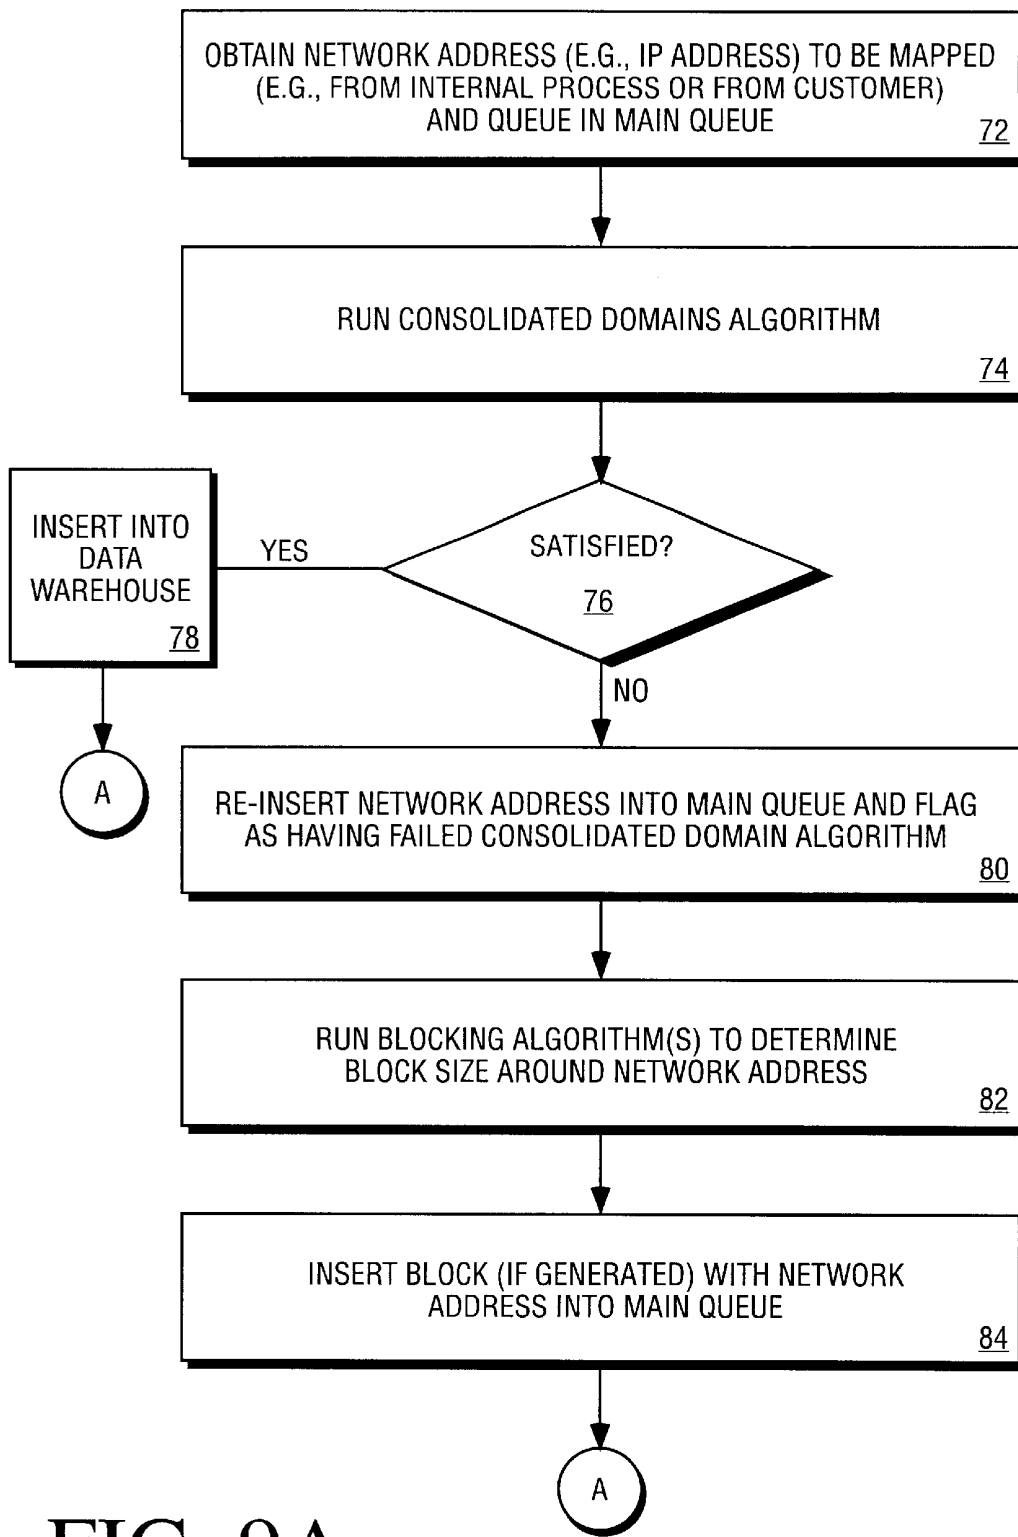 OBTAIN NETWORK ADDRESS (E.G., IP ADDRESS) TO BE MAPPED
(E.G., FROM INTERNAL PROCESS OR FROM CUSTOMER)
AND QUEUE IN MAIN QUEUE
72
RUN CONSOLIDATED DOMAINS ALGORITHM
74
INSERT INTO
DATA
WAREHOUSE
78
YES
SATISFIED?
76
NO
A
RE-INSERT NETWORK ADDRESS INTO MAIN QUEUE AND FLAG
AS HAVING FAILED CONSOLIDATED DOMAIN ALGORITHM
80
RUN BLOCKING ALGORITHM(S) TO DETERMINE
BLOCK SIZE AROUND NETWORK ADDRESS
82
INSERT BLOCK (IF GENERATED) WITH NETWORK
ADDRESS INTO MAIN QUEUE
84
A